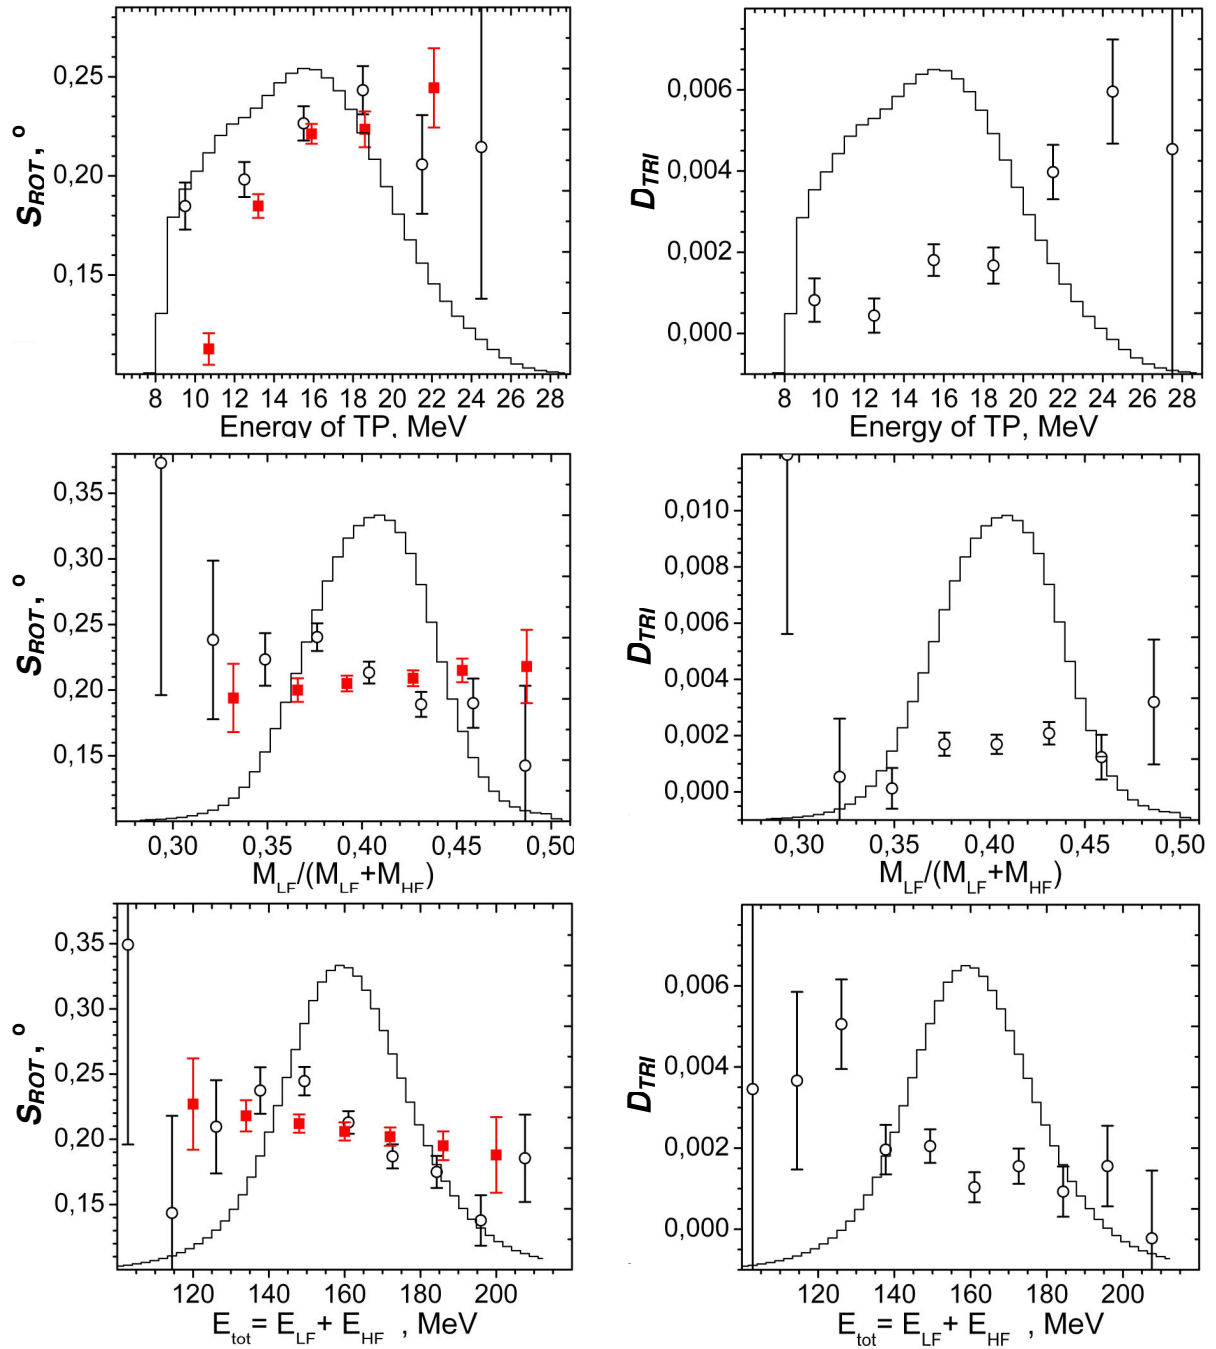 0,25
0,20
0,15
S_ROT, °
8 10 12 14 16 18 20 22 24 26 28
Energy of TP, MeV
0,006
0,004
0,002
0,000
D_TRI
8 10 12 14 16 18 20 22 24 26 28
Energy of TP, MeV
0,35
0,30
0,25
0,20
0,15
S_ROT, °
0,30 0,35 0,40 0,45 0,50
M_LF/(M_LF+M_HF)
0,010
0,008
0,006
0,004
0,002
0,000
D_TRI
0,30 0,35 0,40 0,45 0,50
M_LF/(M_LF+M_HF)
0,35
0,30
0,25
0,20
0,15
S_ROT, °
120 140 160 180 200
E_tot= E_LF+ E_HF , MeV
0,006
0,004
0,002
0,000
D_TRI
120 140 160 180 200
E_tot= E_LF+ E_HF , MeV